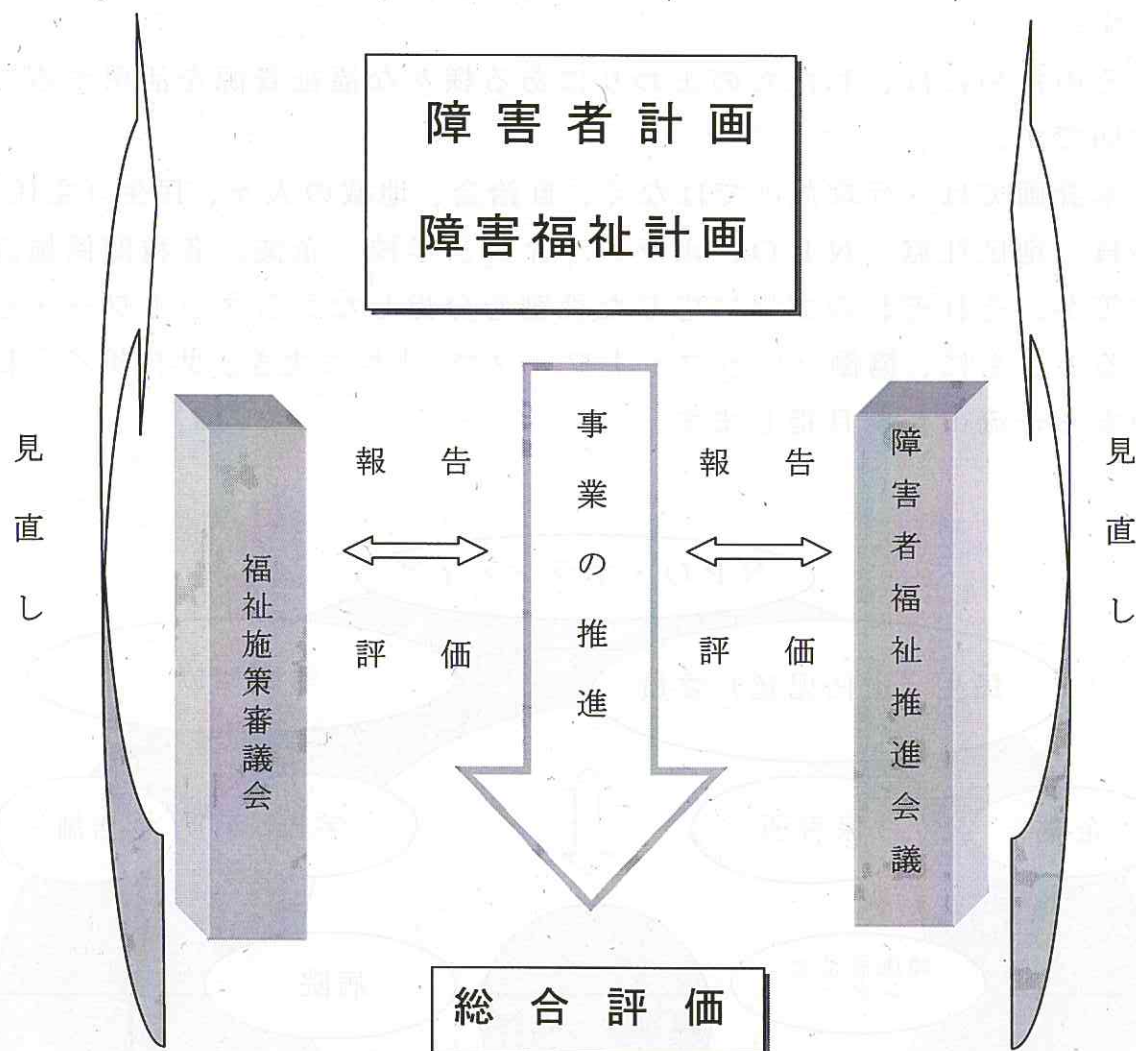 障害者計画
障害福祉計画
見直し
福祉施策審議会
報告
評価
事業の推進
報告
評価
障害者福祉推進会議
見直し
総合評価